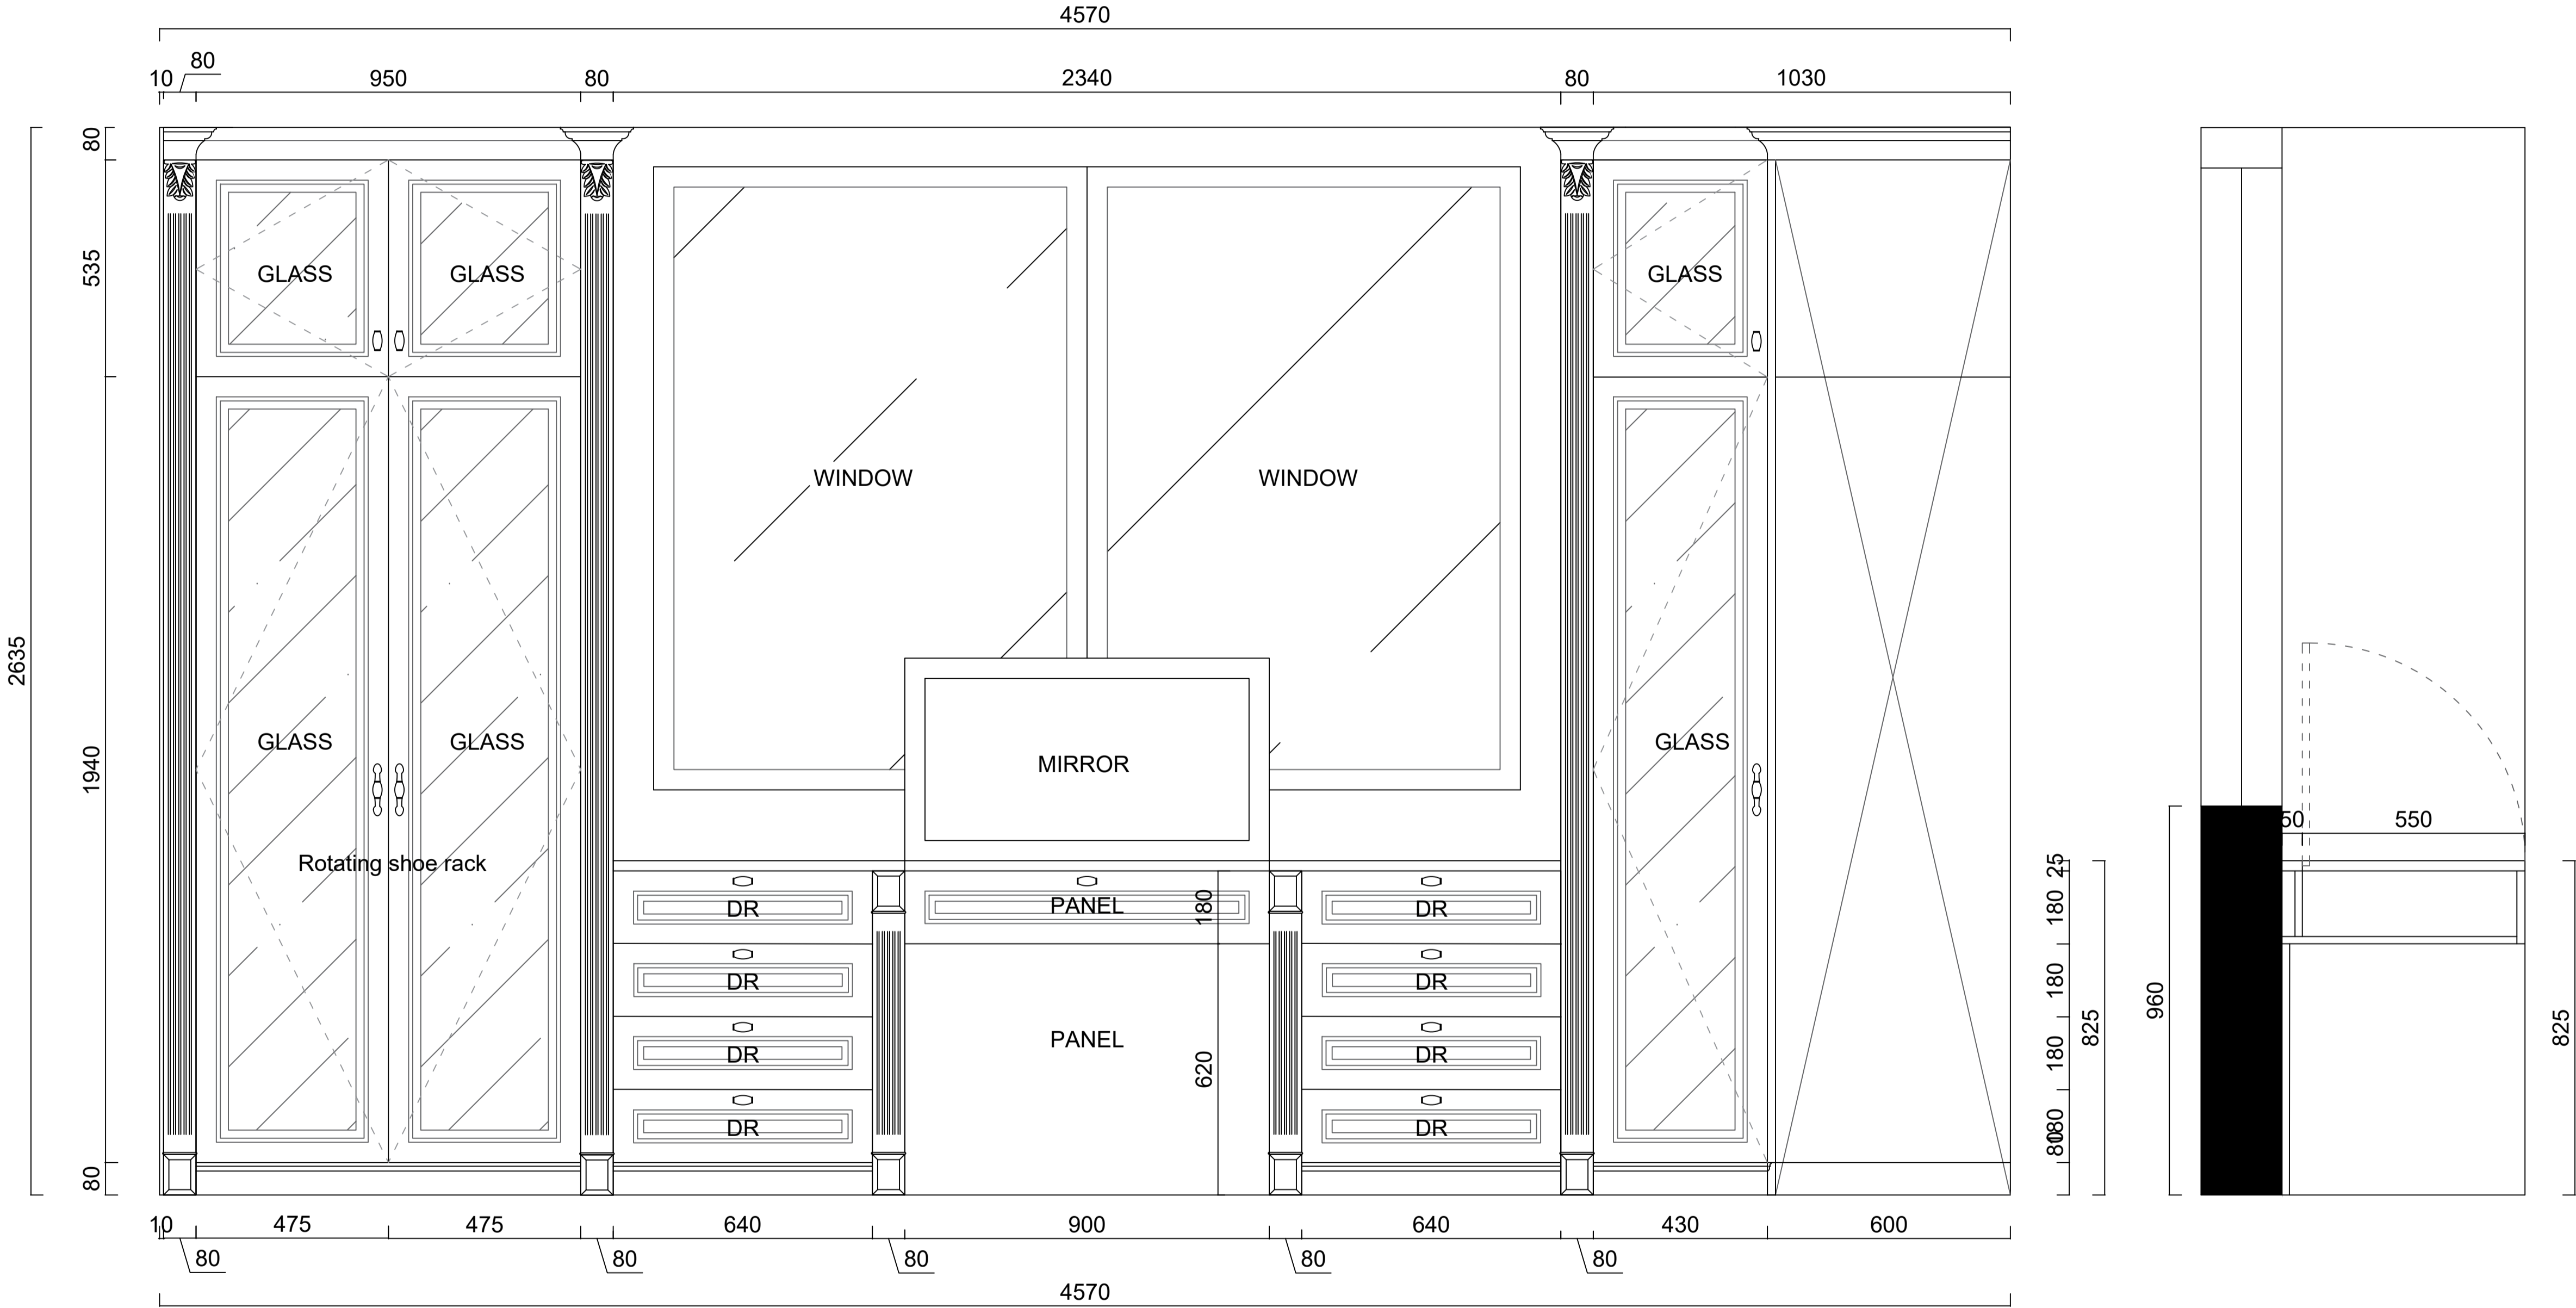 4570
10 80 950 80 2340 80 1030
80
535
1940
80
2635
GLASS GLASS GLASS
WINDOW WINDOW
GLASS GLASS GLASS
MIRROR
Rotating shoe rack
DR PANEL 180 DR
DR DR
PANEL
620
DR DR
DR DR
25
180
180
180
180
80
825
960
50 550
825
10 475 475 640 900 640 430 600
80 80 80 80 80
4570